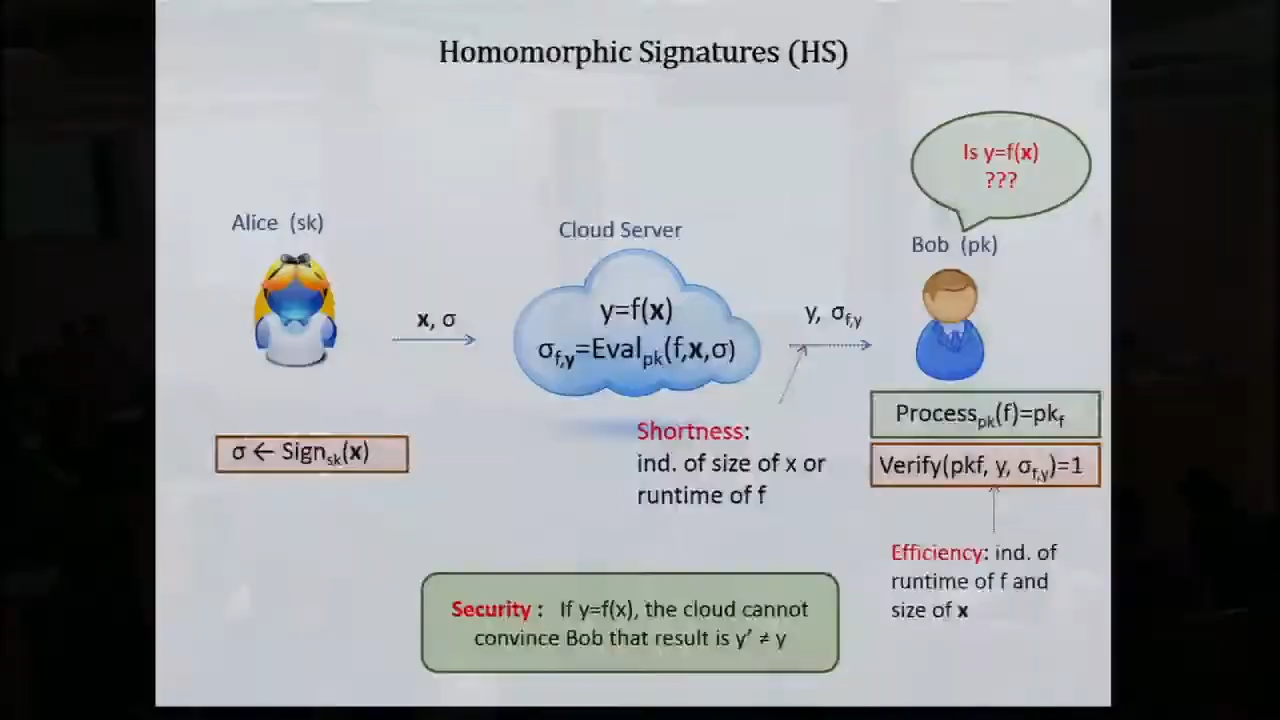 Homomorphic Signatures (HS)
Is y=f(x)
???
Alice (sk)
Cloud Server
Bob (pk)
x, σ
y=f(x)
σf,y=Evalpk(f,x,σ)
y, σf,y
σ ← Signsk(x)
Shortness:
ind. of size of x or
runtime of f
Processpk(f)=pkf
Verify(pkf, y, σf,y)=1
Efficiency: ind. of
runtime of f and
size of x
Security : If y=f(x), the cloud cannot
convince Bob that result is y’ ≠ y